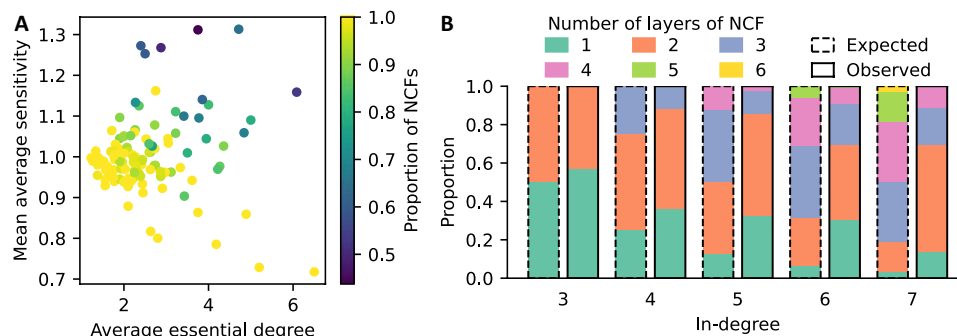 A
1.3
1.2
1.1
1.0
0.9
0.8
0.7
Mean average sensitivity
2 4 6
Average essential degree
1.0
0.9
0.8
0.7
0.6
0.5
Proportion of NCFs
B
Number of layers of NCF
1 2 3 Expected
4 5 6 Observed
1.0
0.8
0.6
0.4
0.2
0.0
Proportion
3 4 5 6 7
In-degree